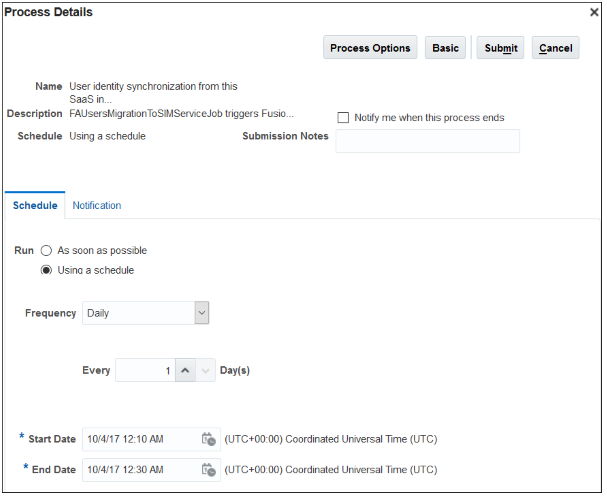 Process Details
Process Options Basic Submit Cancel
Name User identity synchronization from this
SaaS in...
Description FAUsersMigrationToSIMServiceJob triggers Fusio...
Notify me when this process ends
Schedule Using a schedule Submission Notes
Schedule Notification
Run As soon as possible
Using a schedule
Frequency Daily
Every 1 Day(s)
* Start Date 10/4/17 12:10 AM (UTC+00:00) Coordinated Universal Time (UTC)
* End Date 10/4/17 12:30 AM (UTC+00:00) Coordinated Universal Time (UTC)